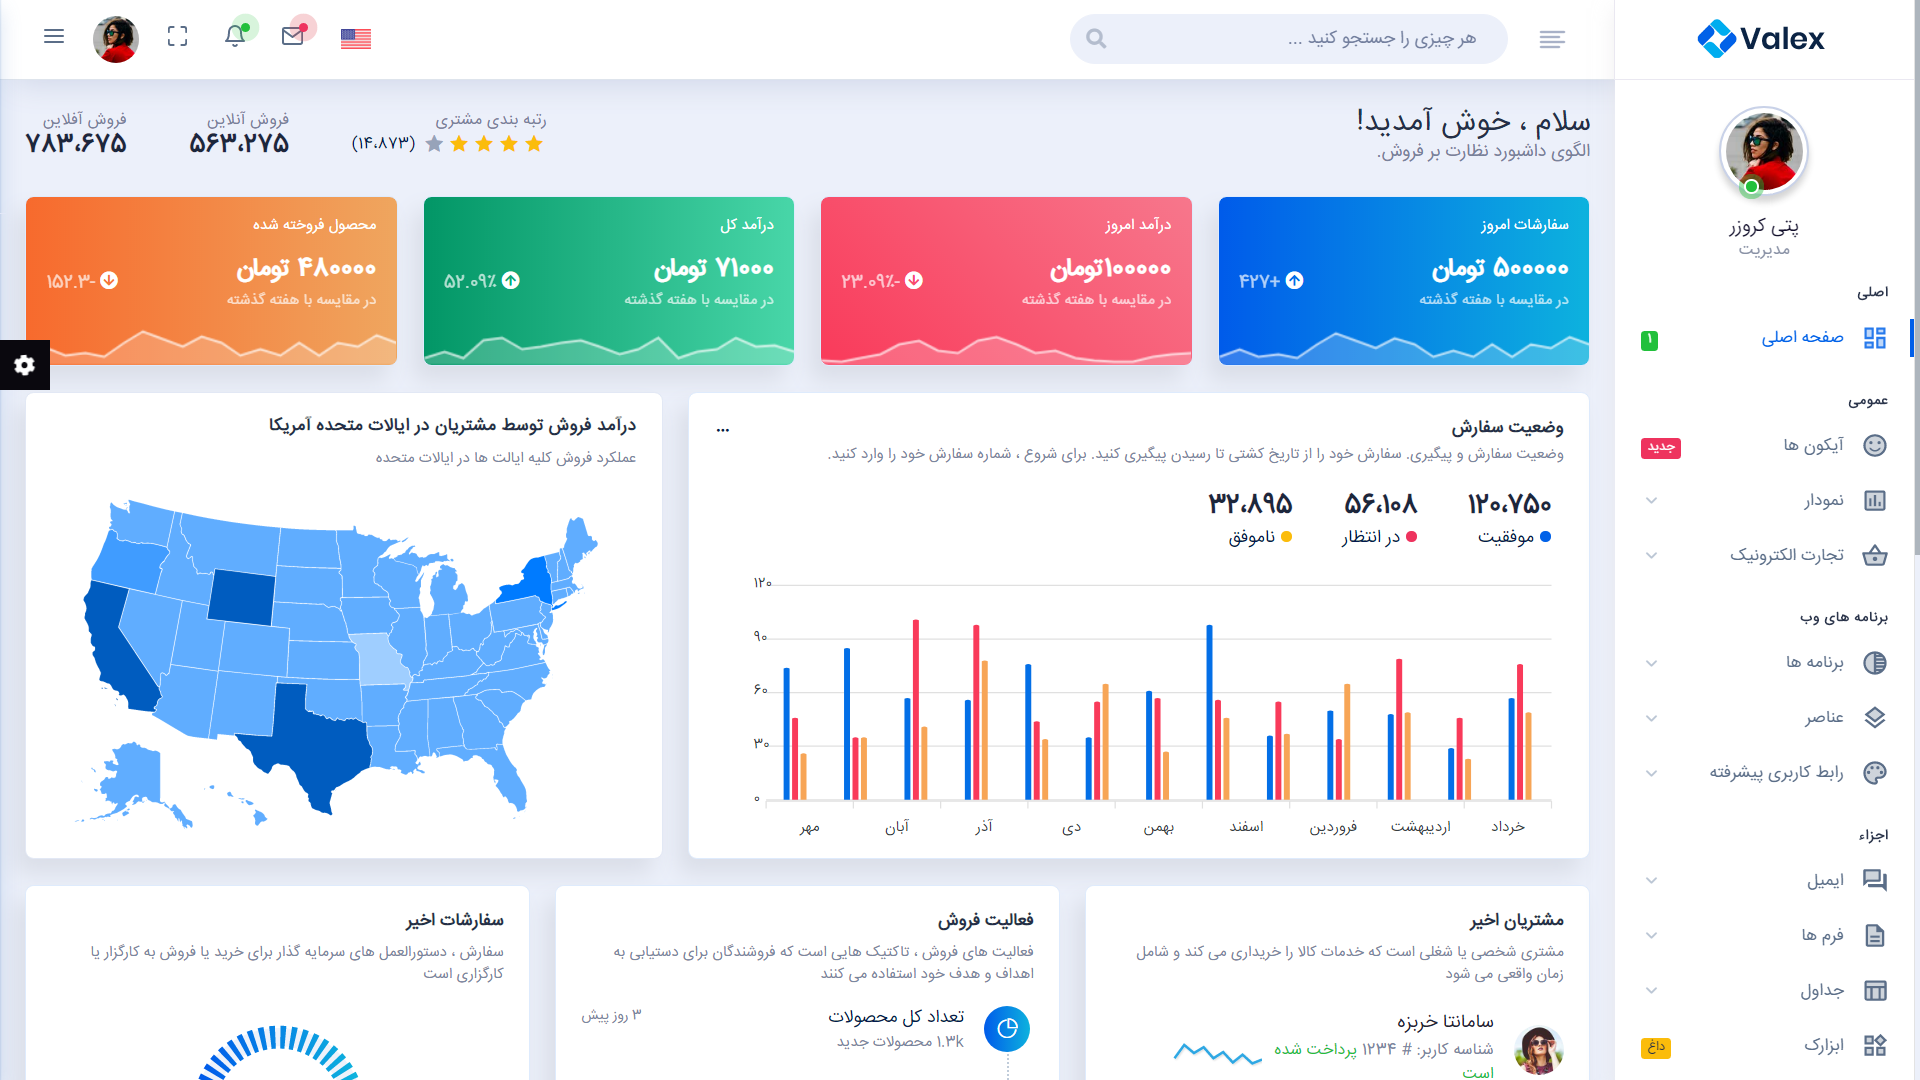 Valex
هر چیزی را جستجو کنید ...
پتی کروزر
مدیریت
اصلی
صفحه اصلی
۱
عمومی
آیکون ها
جدید
نمودار
تجارت الکترونیک
برنامه های وب
برنامه ها
عناصر
رابط کاربری پیشرفته
اجزاء
ایمیل
فرم ها
جداول
ابزارک
داغ
سلام ، خوش آمدید!
الگوی داشبورد نظارت بر فروش.
رتبه بندی مشتری
(۱۴،۸۷۳)
فروش آنلاین
۵۶۳،۲۷۵
فروش آفلاین
۷۸۳،۶۷۵
سفارشات امروز
۵۰۰۰۰۰ تومان
در مقایسه با هفته گذشته
+۴۲۷
درآمد امروز
۱۰۰۰۰۰تومان
در مقایسه با هفته گذشته
-۲۳.۰۹٪
درآمد کل
۷۱۰۰۰ تومان
در مقایسه با هفته گذشته
۵۲.۰۹٪
محصول فروخته شده
۴۸۰۰۰۰ تومان
در مقایسه با هفته گذشته
-۱۵۲.۳
وضعیت سفارش
...
وضعیت سفارش و پیگیری. سفارش خود را از تاریخ کشتی تا رسیدن پیگیری کنید. برای شروع ، شماره سفارش خود را وارد کنید.
۱۲۰،۷۵۰
موفقیت
۵۶،۱۰۸
در انتظار
۳۲،۸۹۵
ناموفق
۱۲۰
۹۰
۶۰
۳۰
۰
مهر آبان آذر دی بهمن اسفند فروردین اردیبهشت خرداد
درآمد فروش توسط مشتریان در ایالات متحده آمریکا
عملکرد فروش کلیه ایالت ها در ایالات متحده
مشتریان اخیر
مشتری شخصی یا شغلی است که خدمات کالا را خریداری می کند و شامل
زمان واقعی می شود
سامانتا خربزه
شناسه کاربر: # ۱۲۳۴ پرداخت شده
است
فعالیت فروش
فعالیت های فروش ، تاکتیک هایی است که فروشندگان برای دستیابی به
اهداف و هدف خود استفاده می کنند
تعداد کل محصولات
۳ روز پیش
۱.۳k محصولات جدید
سفارشات اخیر
سفارش ، دستورالعمل های سرمایه گذار برای خرید یا فروش به کارگزار یا
کارگزاری است